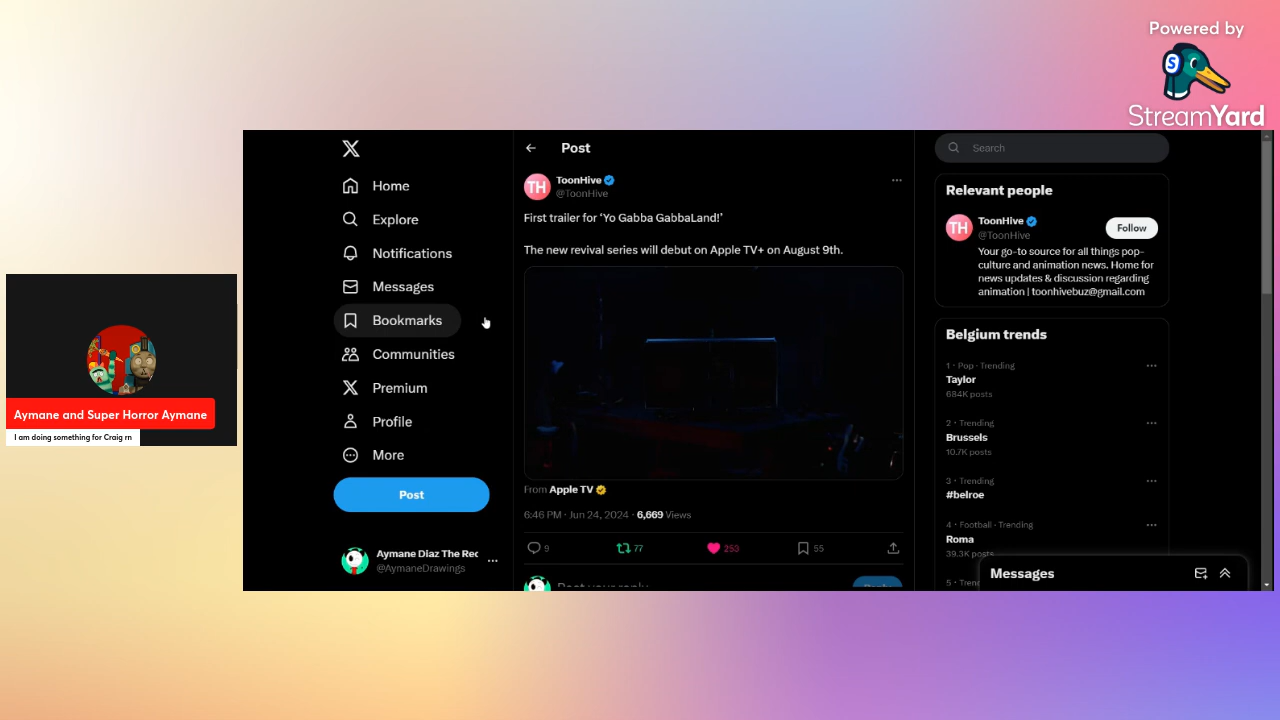 Powered by
StreamYard
Aymane and Super Horror Aymane
I am doing something for Craig rn
Home
Explore
Notifications
Messages
Bookmarks
Communities
Premium
Profile
More
Post
Aymane Diaz The Rec
@AymaneDrawings
Post
TH
ToonHive
@ToonHive
First trailer for ‘Yo Gabba GabbaLand!’
The new revival series will debut on Apple TV+ on August 9th.
From Apple TV
6:46 PM · Jun 24, 2024 · 6,669 Views
9
77
253
55
Post your reply
Reply
Search
Relevant people
TH
ToonHive
@ToonHive
Follow
Your go-to source for all things pop-
culture and animation news. Home for
news updates & discussion regarding
animation | toonhivebuz@gmail.com
Belgium trends
1 · Pop · Trending
Taylor
684K posts
2 · Trending
Brussels
10.7K posts
3 · Trending
#belroe
4 · Football · Trending
Roma
39.3K posts
Messages